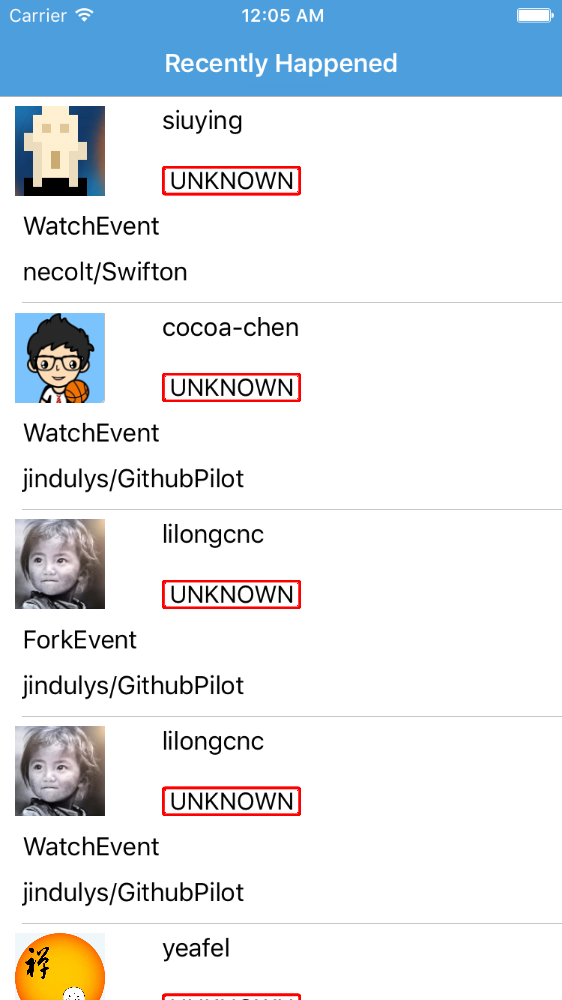 Carrier 12:05 AM
Recently Happened
siuying
UNKNOWN
WatchEvent
necolt/Swifton
cocoa-chen
UNKNOWN
WatchEvent
jindulys/GithubPilot
lilongcnc
UNKNOWN
ForkEvent
jindulys/GithubPilot
lilongcnc
UNKNOWN
WatchEvent
jindulys/GithubPilot
yeafel
禅